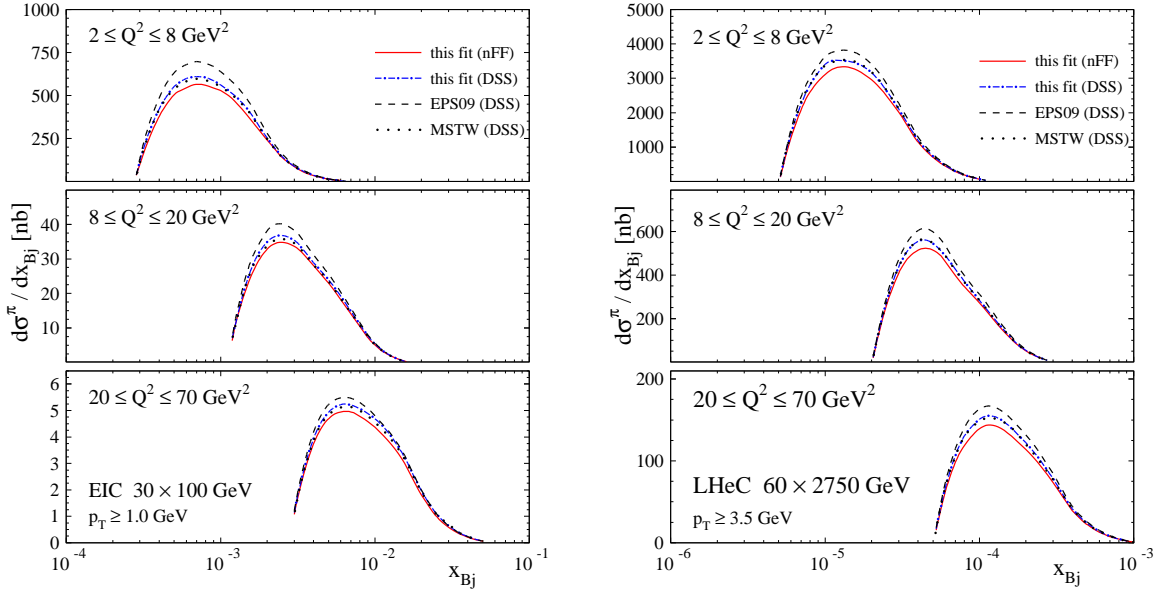 1000
750
500
250
2 ≤ Q² ≤ 8 GeV²
this fit (nFF)
this fit (DSS)
EPS09 (DSS)
MSTW (DSS)
40
30
20
10
8 ≤ Q² ≤ 20 GeV²
dσ^π / dx_Bj [nb]
6
5
4
3
2
1
0
20 ≤ Q² ≤ 70 GeV²
EIC 30 × 100 GeV
p_T ≥ 1.0 GeV
10⁻⁴ 10⁻³ 10⁻² 10⁻¹
x_Bj
5000
4000
3000
2000
1000
2 ≤ Q² ≤ 8 GeV²
this fit (nFF)
this fit (DSS)
EPS09 (DSS)
MSTW (DSS)
600
400
200
8 ≤ Q² ≤ 20 GeV²
dσ^π / dx_Bj [nb]
200
150
100
50
0
20 ≤ Q² ≤ 70 GeV²
LHeC 60 × 2750 GeV
p_T ≥ 3.5 GeV
10⁻⁶ 10⁻⁵ 10⁻⁴ 10⁻³
x_Bj